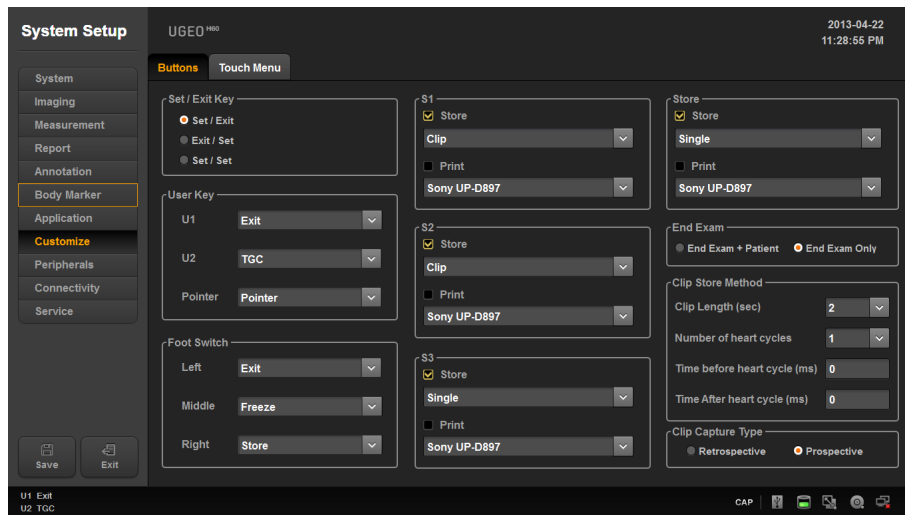 System Setup
UGEO H60
2013-04-22
11:28:55 PM
Buttons
Touch Menu
System
Imaging
Measurement
Report
Annotation
Body Marker
Application
Customize
Peripherals
Connectivity
Service
Save
Exit
Set / Exit Key
Set / Exit
Exit / Set
Set / Set
User Key
U1 Exit
U2 TGC
Pointer Pointer
Foot Switch
Left Exit
Middle Freeze
Right Store
S1
Store
Clip
Print
Sony UP-D897
S2
Store
Clip
Print
Sony UP-D897
S3
Store
Single
Print
Sony UP-D897
Store
Store
Single
Print
Sony UP-D897
End Exam
End Exam + Patient End Exam Only
Clip Store Method
Clip Length (sec) 2
Number of heart cycles 1
Time before heart cycle (ms) 0
Time After heart cycle (ms) 0
Clip Capture Type
Retrospective Prospective
U1 Exit
U2 TGC
CAP